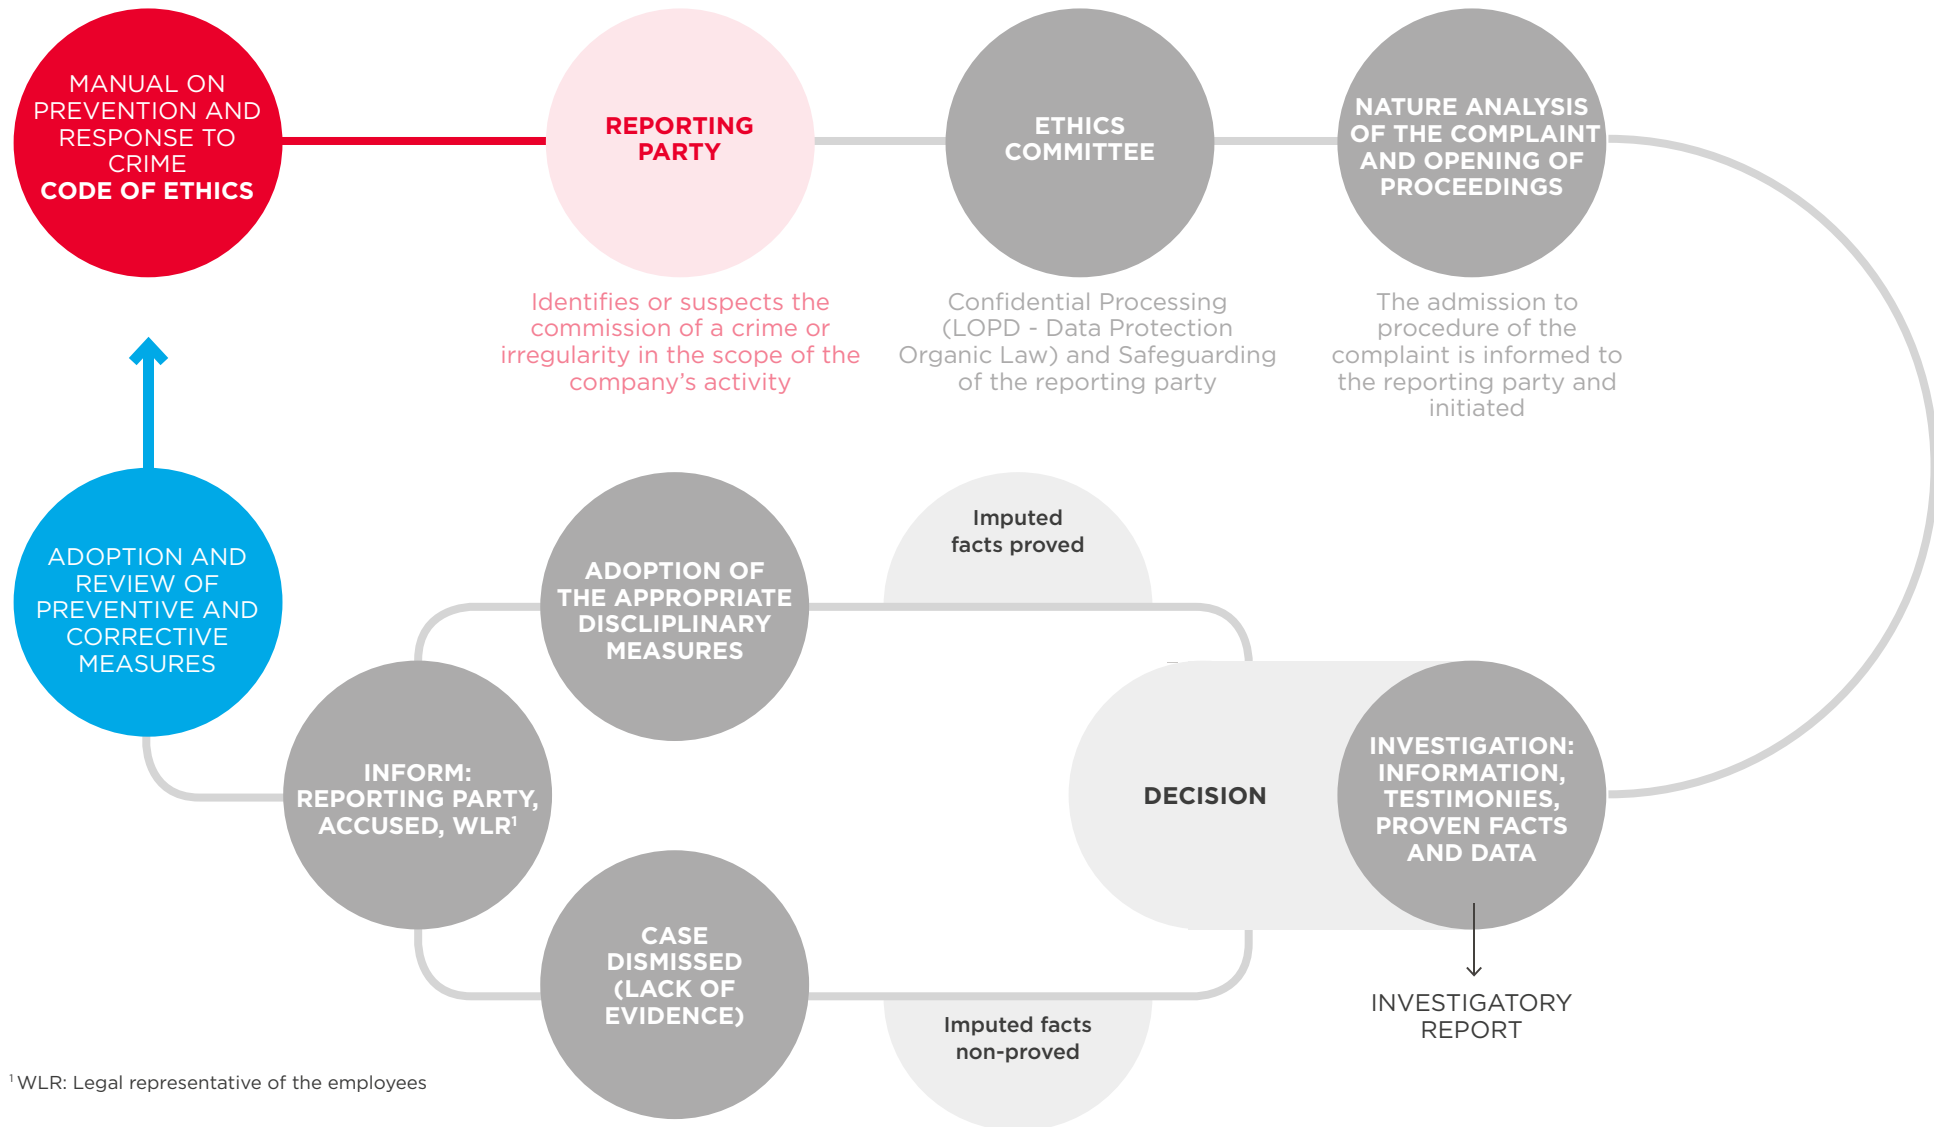 MANUAL ON
PREVENTION AND
RESPONSE TO
CRIME
CODE OF ETHICS
REPORTING
PARTY
Identifies or suspects the
commission of a crime or
irregularity in the scope of the
company’s activity
ETHICS
COMMITTEE
Confidential Processing
(LOPD - Data Protection
Organic Law) and Safeguarding
of the reporting party
NATURE ANALYSIS
OF THE COMPLAINT
AND OPENING OF
PROCEEDINGS
The admission to
procedure of the
complaint is informed to
the reporting party and
initiated
INVESTIGATION:
INFORMATION,
TESTIMONIES,
PROVEN FACTS
AND DATA
INVESTIGATORY
REPORT
DECISION
Imputed
facts proved
ADOPTION OF
THE APPROPRIATE
DISCLIPLINARY
MEASURES
Imputed facts
non-proved
CASE
DISMISSED
(LACK OF
EVIDENCE)
INFORM:
REPORTING PARTY,
ACCUSED, WLR¹
ADOPTION AND
REVIEW OF
PREVENTIVE AND
CORRECTIVE
MEASURES
¹ WLR: Legal representative of the employees